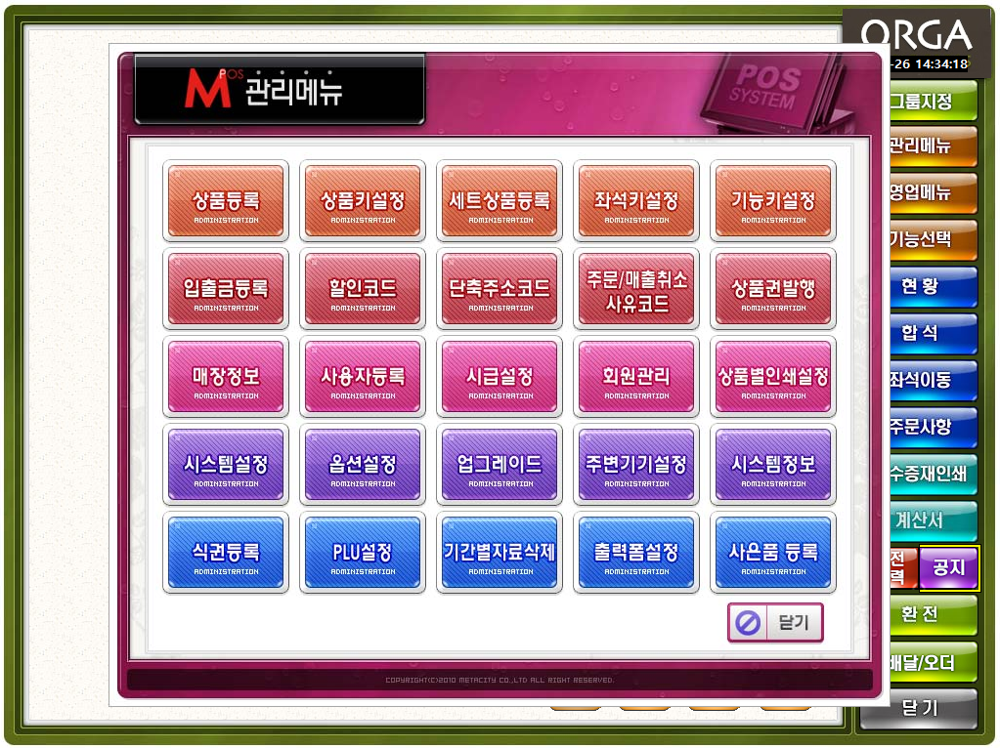 ORGA
-26 14:34:18
MPOS 관리메뉴
POS
SYSTEM
상품등록
ADMINISTRATION
상품키설정
ADMINISTRATION
세트상품등록
ADMINISTRATION
좌석키설정
ADMINISTRATION
기능키설정
ADMINISTRATION
입출금등록
ADMINISTRATION
할인코드
ADMINISTRATION
단축주소코드
ADMINISTRATION
주문/매출취소
사유코드
ADMINISTRATION
상품권발행
ADMINISTRATION
매장정보
ADMINISTRATION
사용자등록
ADMINISTRATION
시급설정
ADMINISTRATION
회원관리
ADMINISTRATION
상품별인쇄설정
ADMINISTRATION
시스템설정
ADMINISTRATION
옵션설정
ADMINISTRATION
업그레이드
ADMINISTRATION
주변기기설정
ADMINISTRATION
시스템정보
ADMINISTRATION
식권등록
ADMINISTRATION
PLU설정
ADMINISTRATION
기간별자료삭제
ADMINISTRATION
출력폼설정
ADMINISTRATION
사은품 등록
ADMINISTRATION
닫기
COPYRIGHT(C)2010 METACITY CO.,LTD ALL RIGHT RESERVED.
그룹지정
관리메뉴
영업메뉴
기능선택
현 황
합 석
좌석이동
주문사항
수증재인쇄
계산서
전
력
공지
환 전
배달/오더
닫 기